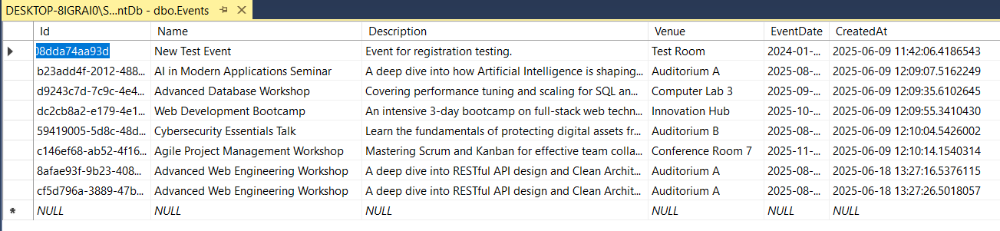 DESKTOP-8IGRAI0\S...ntDb - dbo.Events
Id Name Description Venue EventDate CreatedAt
08dda74aa93d New Test Event Event for registration testing. Test Room 2024-01-... 2025-06-09 11:42:06.4186543
b23add4f-2012-488... AI in Modern Applications Seminar A deep dive into how Artificial Intelligence is shaping... Auditorium A 2025-08-... 2025-06-09 12:09:07.5162249
d9243c7d-7c9c-4e4... Advanced Database Workshop Covering performance tuning and scaling for SQL an... Computer Lab 3 2025-09-... 2025-06-09 12:09:35.6102645
dc2cb8a2-e179-4e1... Web Development Bootcamp An intensive 3-day bootcamp on full-stack web techn... Innovation Hub 2025-10-... 2025-06-09 12:09:55.3410430
59419005-5d8c-48d... Cybersecurity Essentials Talk Learn the fundamentals of protecting digital assets fr... Auditorium B 2025-08-... 2025-06-09 12:10:04.5426002
c146ef68-ab52-4f16... Agile Project Management Workshop Mastering Scrum and Kanban for effective team colla... Conference Room 7 2025-11-... 2025-06-09 12:10:14.1540314
8afae93f-9b23-408... Advanced Web Engineering Workshop A deep dive into RESTful API design and Clean Archit... Auditorium A 2025-08-... 2025-06-18 13:27:16.5376115
cf5d796a-3889-47b... Advanced Web Engineering Workshop A deep dive into RESTful API design and Clean Archit... Auditorium A 2025-08-... 2025-06-18 13:27:26.5018057
NULL NULL NULL NULL NULL NULL